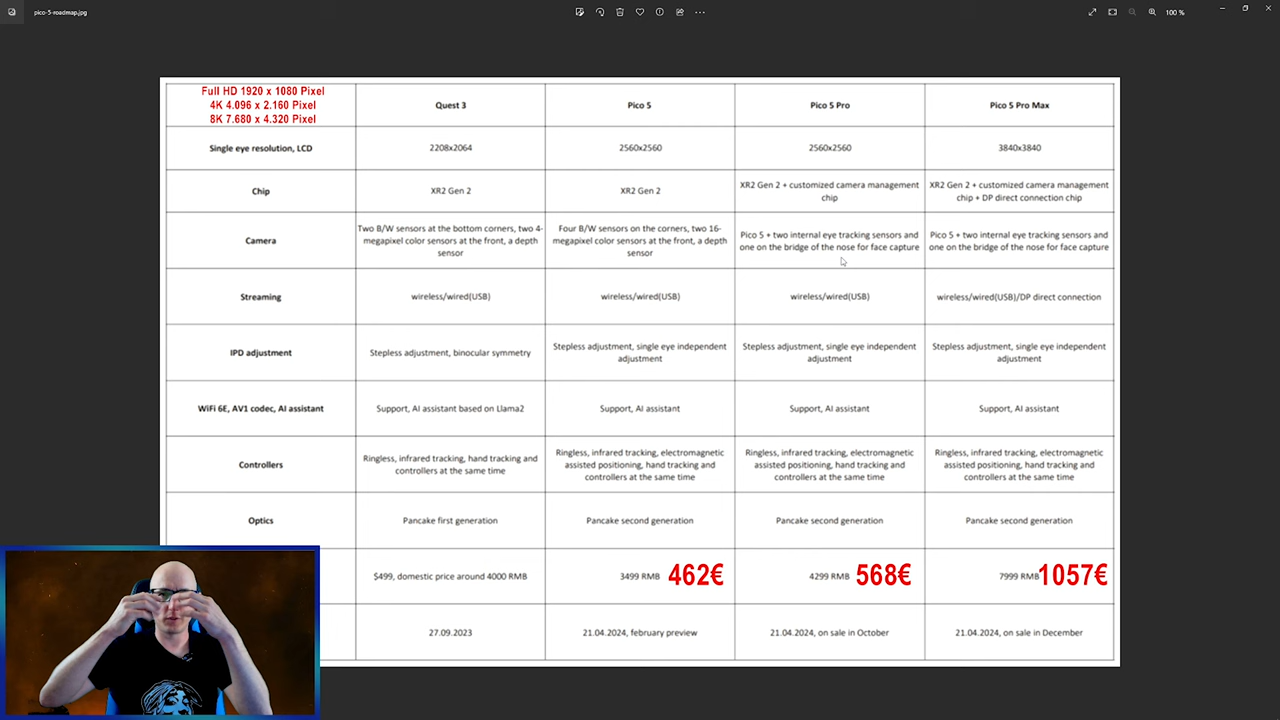 pico-5-roadmap.jpg
100 %
Full HD 1920 x 1080 Pixel
4K 4.096 x 2.160 Pixel
8K 7.680 x 4.320 Pixel
Quest 3
Pico 5
Pico 5 Pro
Pico 5 Pro Max
Single eye resolution, LCD
2208x2064
2560x2560
2560x2560
3840x3840
Chip
XR2 Gen 2
XR2 Gen 2
XR2 Gen 2 + customized camera management
chip
XR2 Gen 2 + customized camera management
chip + DP direct connection chip
Camera
Two B/W sensors at the bottom corners, two 4-
megapixel color sensors at the front, a depth
sensor
Four B/W sensors on the corners, two 16-
megapixel color sensors at the front, a depth
sensor
Pico 5 + two internal eye tracking sensors and
one on the bridge of the nose for face capture
Pico 5 + two internal eye tracking sensors and
one on the bridge of the nose for face capture
Streaming
wireless/wired(USB)
wireless/wired(USB)
wireless/wired(USB)
wireless/wired(USB)/DP direct connection
IPD adjustment
Stepless adjustment, binocular symmetry
Stepless adjustment, single eye independent
adjustment
Stepless adjustment, single eye independent
adjustment
Stepless adjustment, single eye independent
adjustment
WiFi 6E, AV1 codec, AI assistant
Support, AI assistant based on Llama2
Support, AI assistant
Support, AI assistant
Support, AI assistant
Controllers
Ringless, infrared tracking, hand tracking and
controllers at the same time
Ringless, infrared tracking, electromagnetic
assisted positioning, hand tracking and
controllers at the same time
Ringless, infrared tracking, electromagnetic
assisted positioning, hand tracking and
controllers at the same time
Ringless, infrared tracking, electromagnetic
assisted positioning, hand tracking and
controllers at the same time
Optics
Pancake first generation
Pancake second generation
Pancake second generation
Pancake second generation
$499, domestic price around 4000 RMB
3499 RMB 462€
4299 RMB 568€
7999 RMB 1057€
27.09.2023
21.04.2024, february preview
21.04.2024, on sale in October
21.04.2024, on sale in December